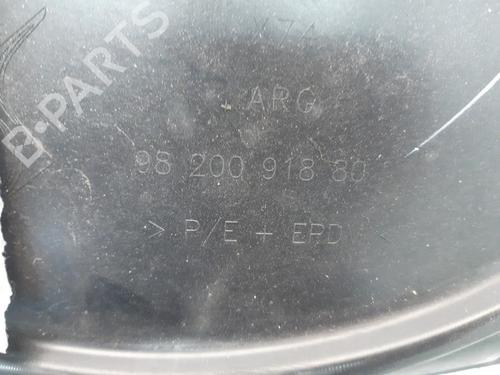 ARG
98 200 918 80
> P/E + EPD <
B-PARTS